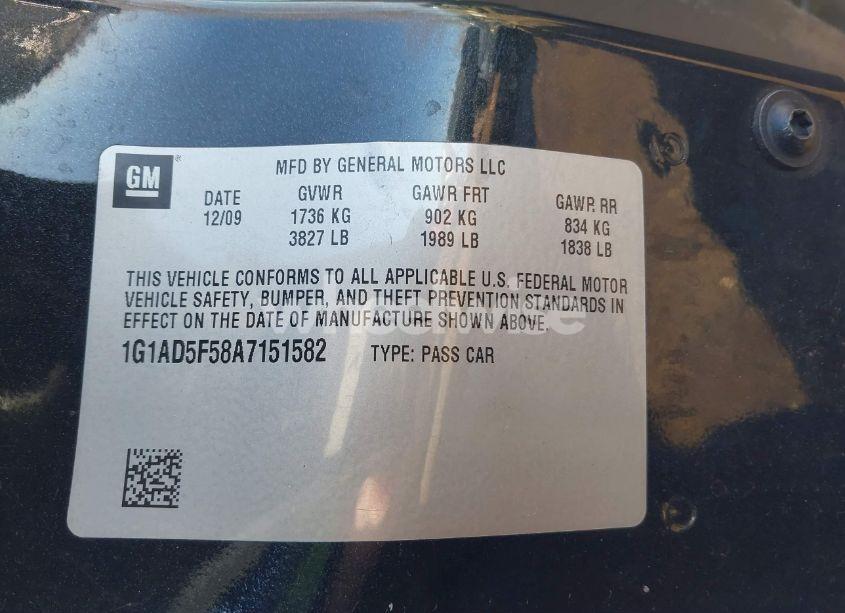 GM
MFD BY GENERAL MOTORS LLC
DATE GVWR GAWR FRT GAWR RR
12/09 1736 KG 902 KG 834 KG
3827 LB 1989 LB 1838 LB
THIS VEHICLE CONFORMS TO ALL APPLICABLE U.S. FEDERAL MOTOR
VEHICLE SAFETY, BUMPER, AND THEFT PREVENTION STANDARDS IN
EFFECT ON THE DATE OF MANUFACTURE SHOWN ABOVE.
1G1AD5F58A7151582 TYPE: PASS CAR